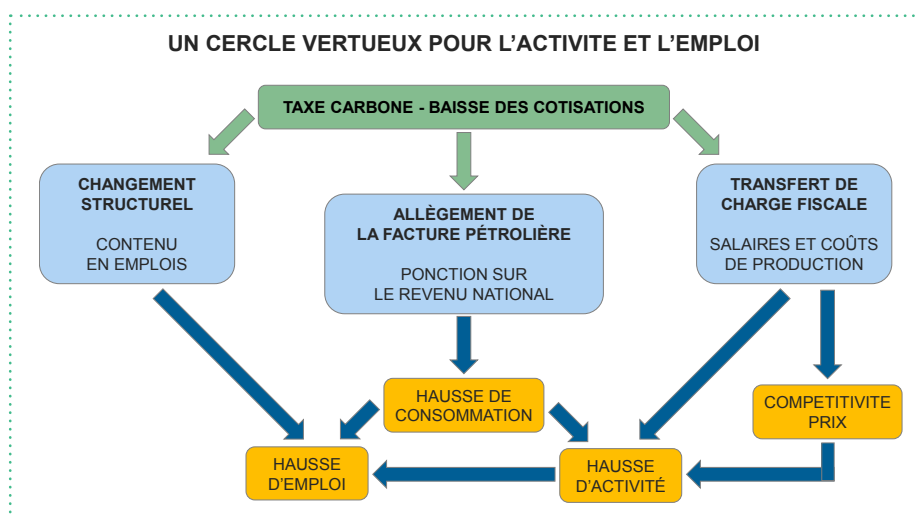 UN CERCLE VERTUEUX POUR L'ACTIVITE ET L'EMPLOI
TAXE CARBONE - BAISSE DES COTISATIONS
CHANGEMENT
STRUCTUREL
CONTENU
EN EMPLOIS
ALLÈGEMENT DE
LA FACTURE PÉTROLIÈRE
PONCTION SUR
LE REVENU NATIONAL
TRANSFERT DE
CHARGE FISCALE
SALAIRES ET COÛTS
DE PRODUCTION
HAUSSE DE
CONSOMMATION
COMPETITIVITE
PRIX
HAUSSE
D'EMPLOI
HAUSSE
D'ACTIVITÉ